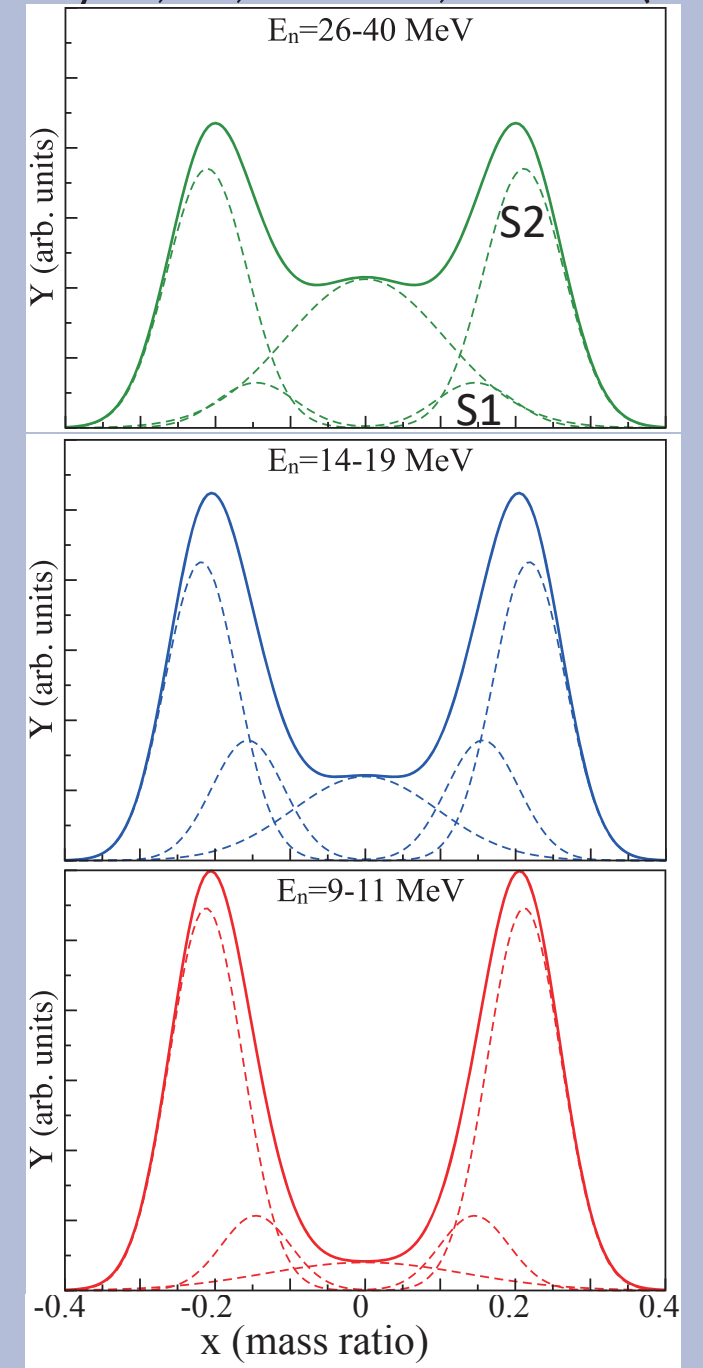 Eₙ=26-40 MeV
Y (arb. units)
S2
S1
Eₙ=14-19 MeV
Y (arb. units)
Eₙ=9-11 MeV
Y (arb. units)
-0.4 -0.2 0 0.2 0.4
x (mass ratio)